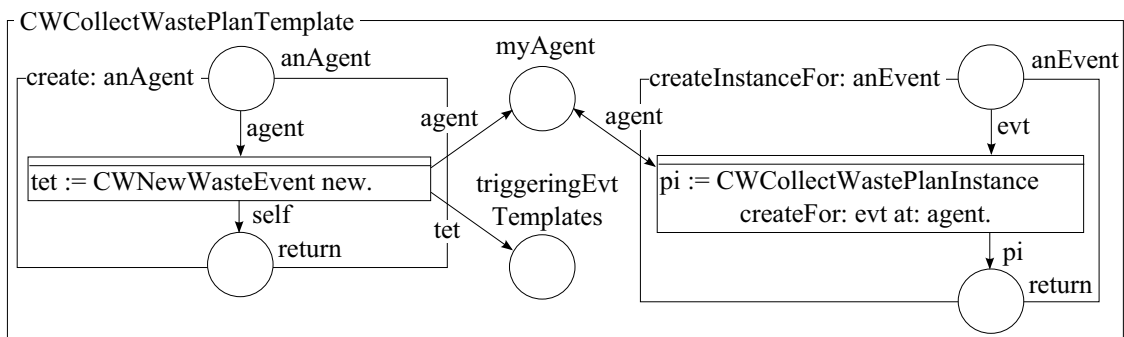 CWCollectWastePlanTemplate
create: anAgent
anAgent
agent
tet := CWNewWasteEvent new.
self
return
agent
tet
myAgent
triggeringEvt
Templates
agent
createInstanceFor: anEvent
anEvent
evt
pi := CWCollectWastePlanInstance
createFor: evt at: agent.
pi
return